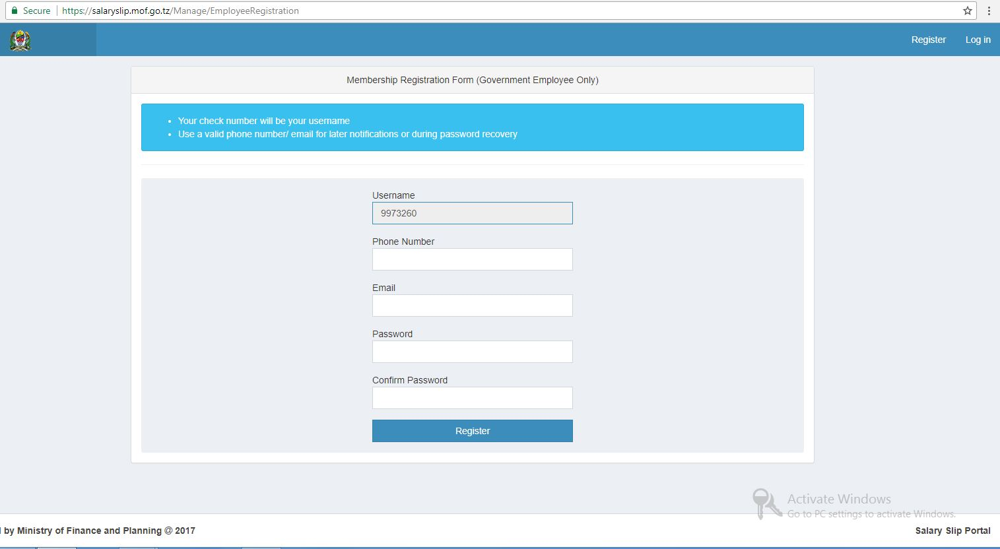 Secure https://salaryslip.mof.go.tz/Manage/EmployeeRegistration
Register Log in
Membership Registration Form (Government Employee Only)
• Your check number will be your username
• Use a valid phone number/ email for later notifications or during password recovery
Username
9973260
Phone Number
Email
Password
Confirm Password
Register
Activate Windows
Go to PC settings to activate Windows.
by Ministry of Finance and Planning @ 2017
Salary Slip Portal